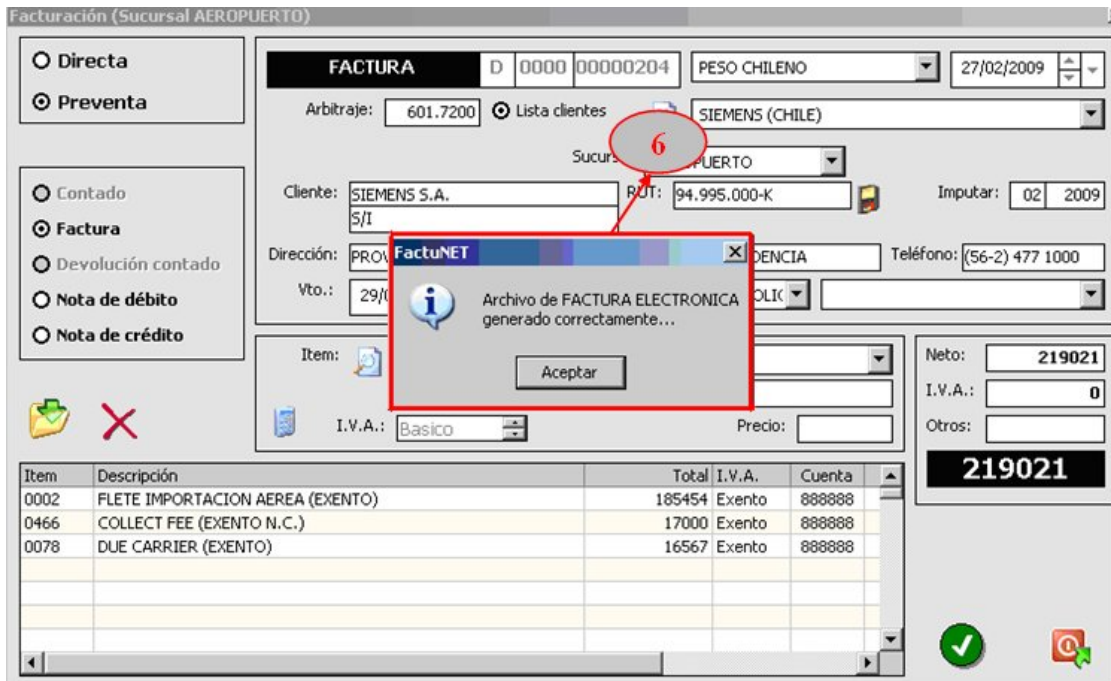 Facturación (Sucursal AEROPUERTO)
Directa
Preventa
FACTURA D 0000 00000204 PESO CHILENO 27/02/2009
Arbitraje: 601.7200 Lista clientes SIEMENS (CHILE)
6
Contado
Factura
Devolución contado
Nota de débito
Nota de crédito
Cliente: SIEMENS S.A. RUT: 94.995.000-K Imputar: 02 2009
S/I
Dirección: Teléfono: (56-2) 477 1000
Vto.:
FactuNET
Archivo de FACTURA ELECTRONICA
generado correctamente...
Aceptar
Item:
I.V.A.: Basico Precio:
Neto: 219021
I.V.A.: 0
Otros:
219021
Item Descripción Total I.V.A. Cuenta
0002 FLETE IMPORTACION AEREA (EXENTO) 185454 Exento 888888
0466 COLLECT FEE (EXENTO N.C.) 17000 Exento 888888
0078 DUE CARRIER (EXENTO) 16567 Exento 888888